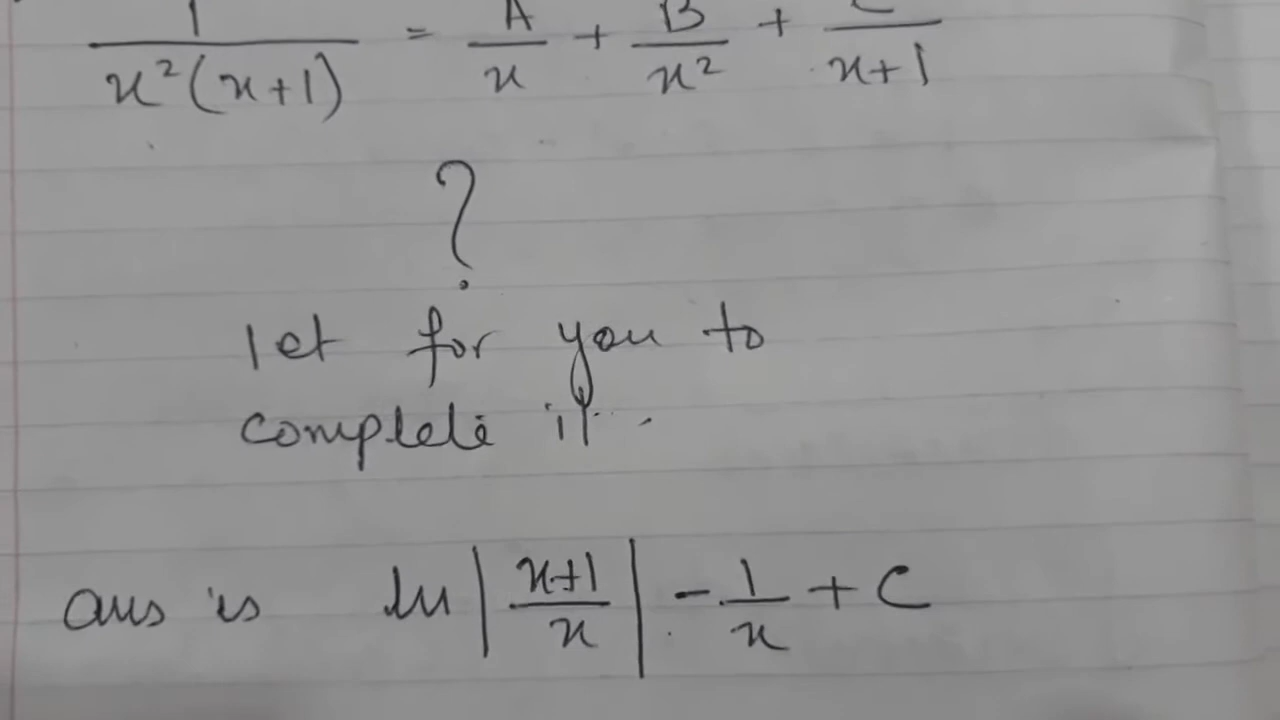 1/x²(x+1) = A/x + B/x² + C/x+1
?
let for you to
complete it.
ans is ln|x+1/x| - 1/x + C